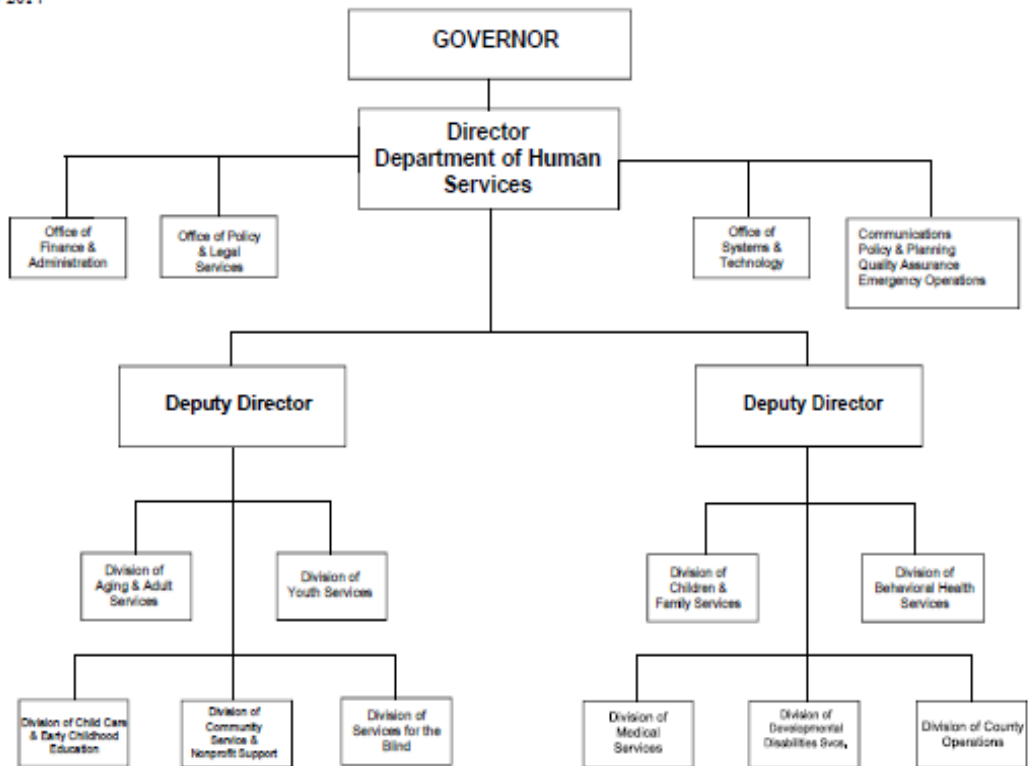 GOVERNOR
Director
Department of Human
Services
Office of
Finance &
Administration
Office of Policy
& Legal
Services
Office of
Systems &
Technology
Communications
Policy & Planning
Quality Assurance
Emergency Operations
Deputy Director
Deputy Director
Division of
Aging & Adult
Services
Division of
Youth Services
Division of
Children &
Family Services
Division of
Behavioral Health
Services
Division of Child Care
& Early Childhood
Education
Division of
Community
Service &
Nonprofit Support
Division of
Services for the
Blind
Division of
Medical
Services
Division of
Developmental
Disabilities Svcs,
Division of County
Operations